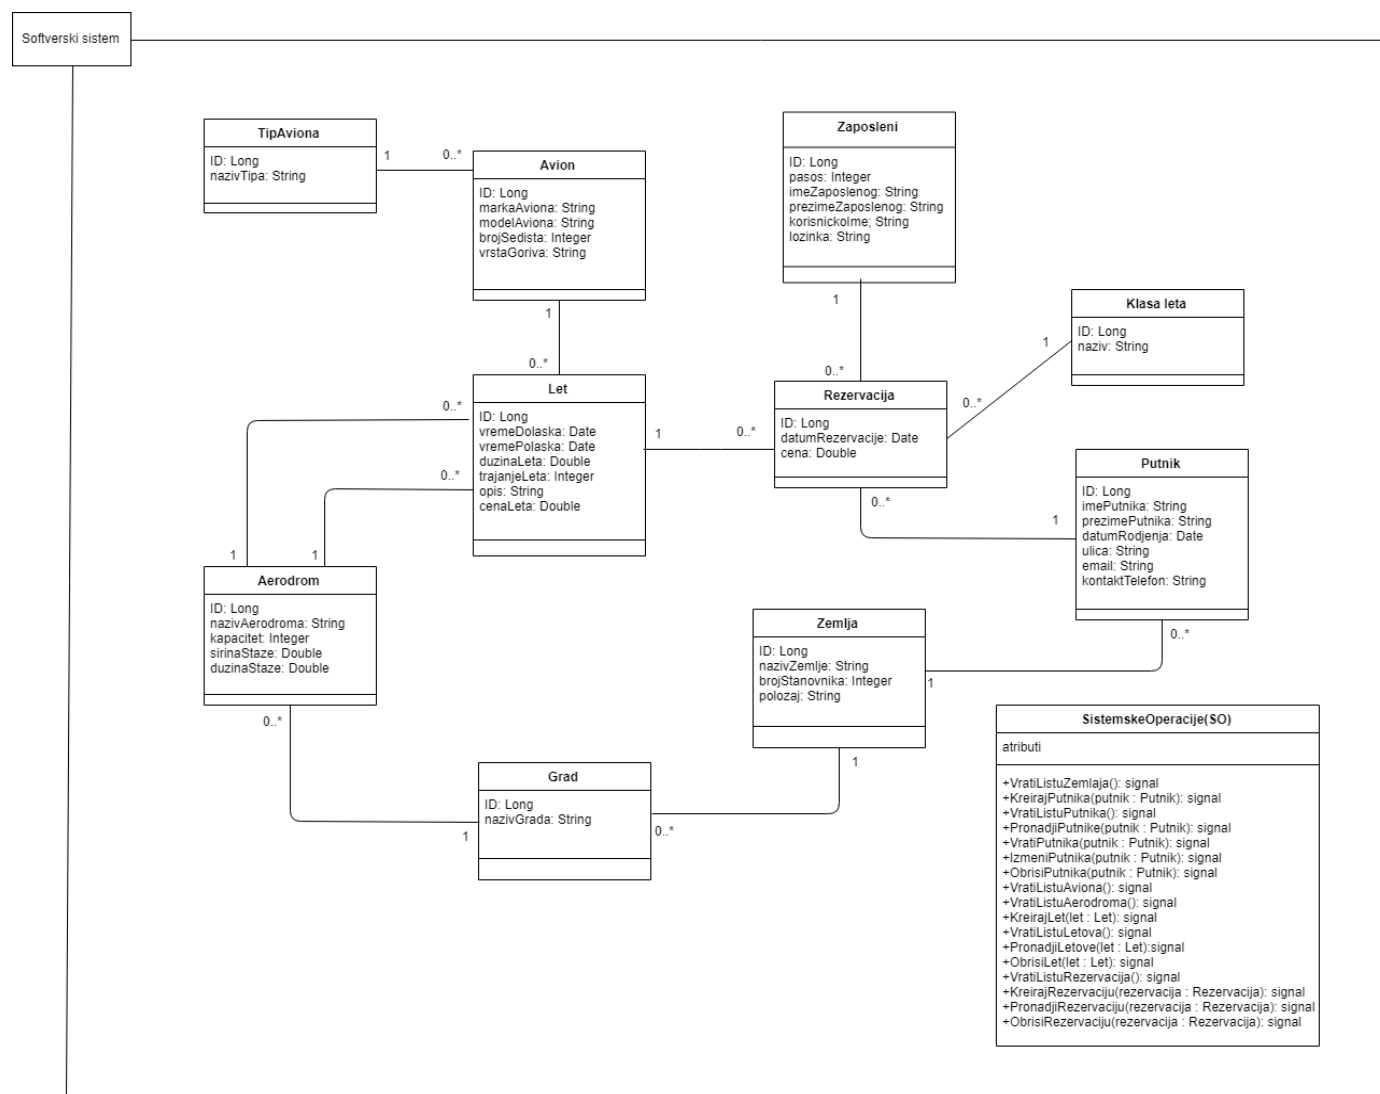 Softverski sistem
TipAviona
ID: Long
nazivTipa: String
1
0..*
Avion
ID: Long
markaAviona: String
modelAviona: String
brojSedista: Integer
vrstaGoriva: String
1
0..*
Zaposleni
ID: Long
pasos: Integer
imeZaposlenog: String
prezimeZaposlenog: String
korisnickoIme; String
lozinka: String
1
0..*
Klasa leta
ID: Long
naziv: String
1
0..*
Let
ID: Long
vremeDolaska: Date
vremePolaska: Date
duzinaLeta: Double
trajanjeLeta: Integer
opis: String
cenaLeta: Double
0..*
0..*
1
0..*
Rezervacija
ID: Long
datumRezervacije: Date
cena: Double
0..*
1
Putnik
ID: Long
imePutnika: String
prezimePutnika: String
datumRodjenja: Date
ulica: String
email: String
kontaktTelefon: String
0..*
1
1
1
Aerodrom
ID: Long
nazivAerodroma: String
kapacitet: Integer
sirinaStaze: Double
duzinaStaze: Double
0..*
1
Zemlja
ID: Long
nazivZemlje: String
brojStanovnika: Integer
polozaj: String
1
0..*
Grad
ID: Long
nazivGrada: String
SistemskeOperacije(SO)
atributi
+VratiListuZemlaja(): signal
+KreirajPutnika(putnik : Putnik): signal
+VratiListuPutnika(): signal
+PronadjiPutnike(putnik : Putnik): signal
+VratiPutnika(putnik : Putnik): signal
+IzmeniPutnika(putnik : Putnik): signal
+ObrisiPutnika(putnik : Putnik): signal
+VratiListuAviona(): signal
+VratiListuAerodroma(): signal
+KreirajLet(let : Let): signal
+VratiListuLetova(): signal
+PronadjiLetove(let : Let):signal
+ObrisiLet(let : Let): signal
+VratiListuRezervacija(): signal
+KreirajRezervaciju(rezervacija : Rezervacija): signal
+PronadjiRezervaciju(rezervacija : Rezervacija): signal
+ObrisiRezervaciju(rezervacija : Rezervacija): signal